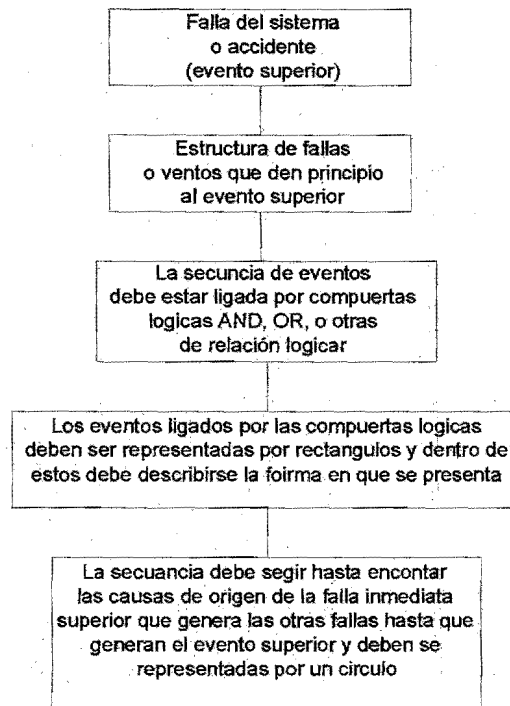 Falla del sistema
o accidente
(evento superior)
Estructura de fallas
o ventos que den principio
al evento superior
La secuncia de eventos
debe estar ligada por compuertas
logicas AND, OR, o otras
de relación logicar
Los eventos ligados por las compuertas logicas
deben ser representadas por rectangulos y dentro de
estos debe describirse la foirma en que se presenta
La secuancia debe segir hasta encontar
las causas de origen de la falla inmediata
superior que genera las otras fallas hasta que
generan el evento superior y deben se
representadas por un circulo